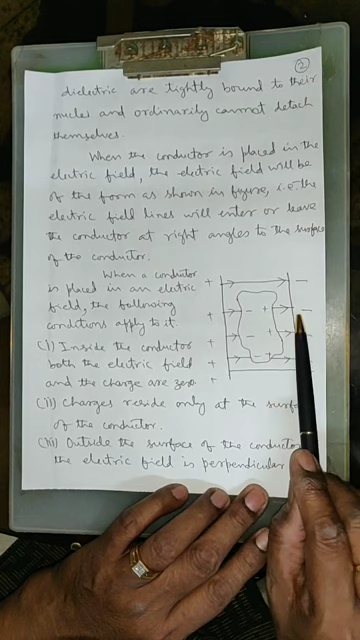 ②
dielectric are tightly bound to their
nuclei and ordinarily cannot detach
themselves.
When the conductor is placed in the
electric field, the electric field will be
of the form as shown in figure, i.e. the
electric field lines will enter or leave
the conductor at right angles to the surface
of the conductor.
When a conductor
is placed in an electric
field, the following
conditions apply to it.
(i) Inside the conductor
both the electric field
and the charge are zero
(ii) Charges reside only at the surfa
of the conductor.
(iii) Outside the surface of the conductor
the electric field is perpendicular